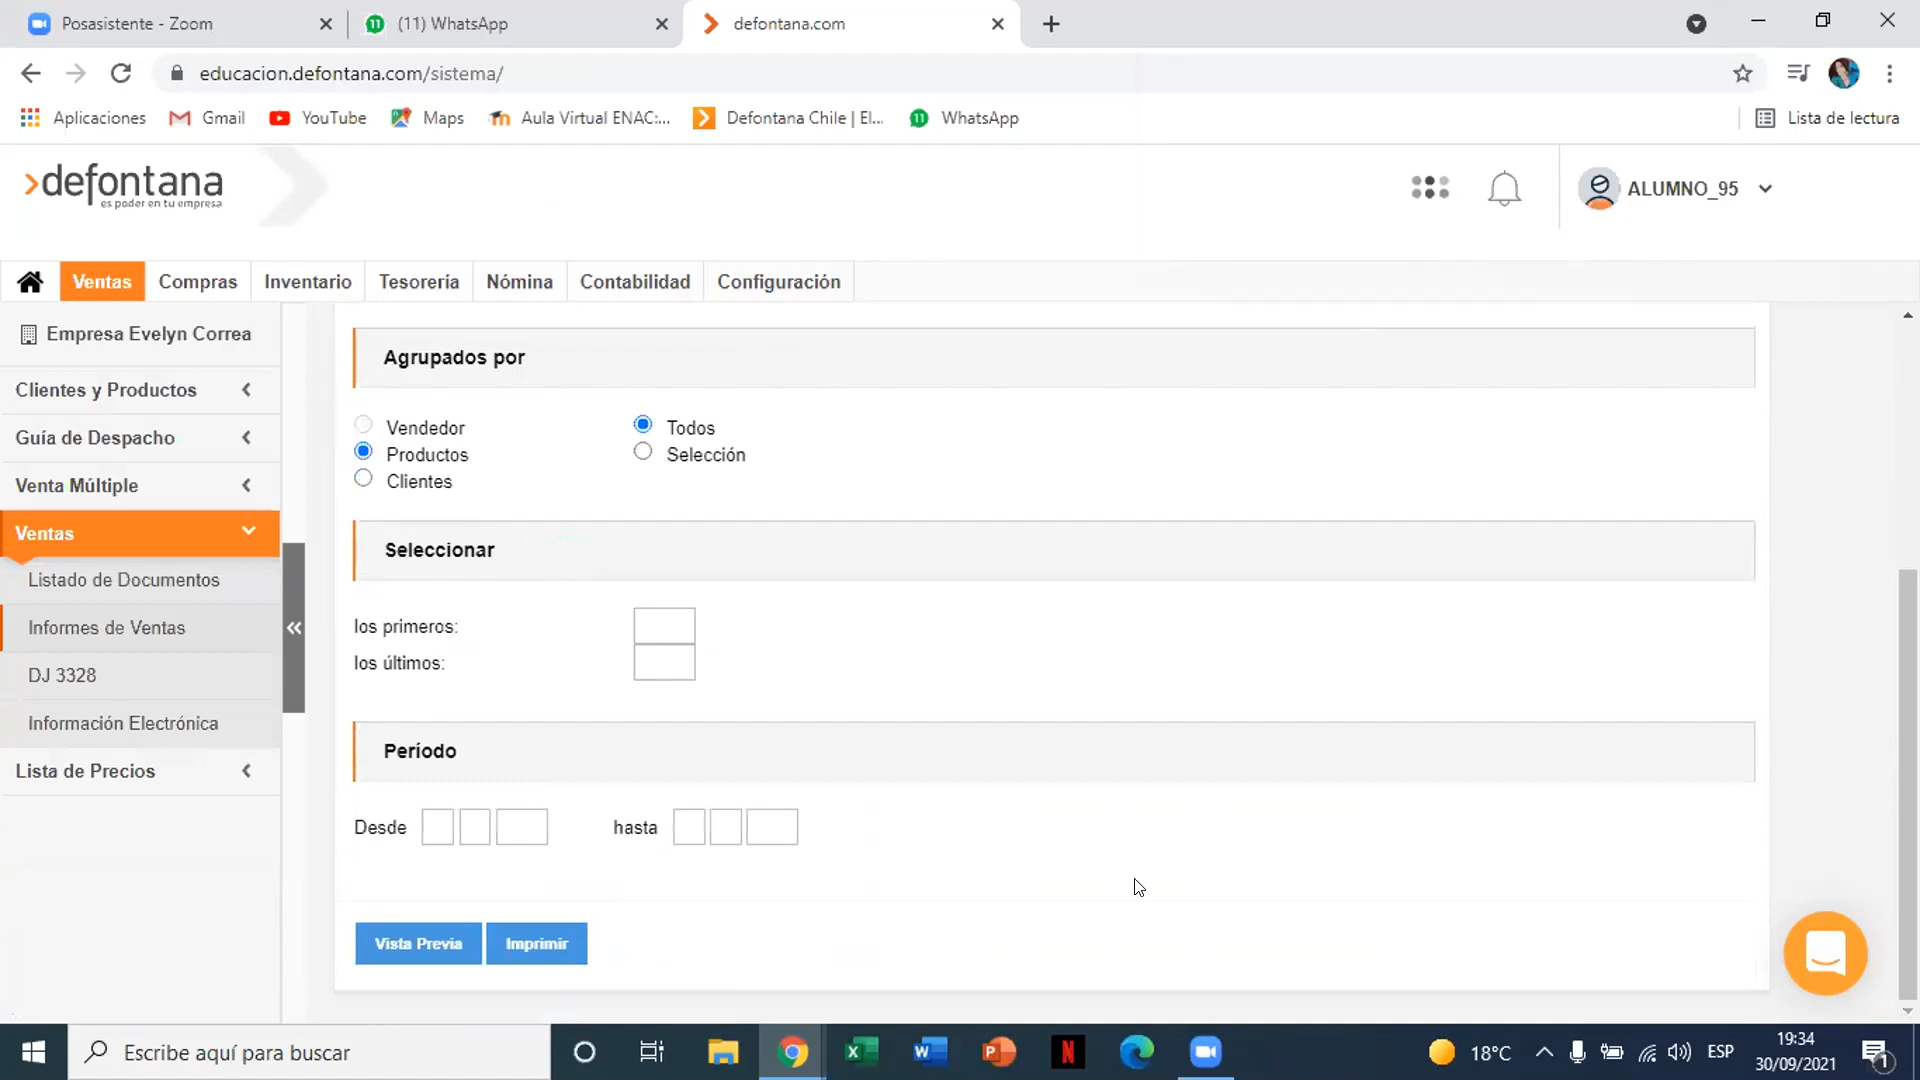 Posasistente - Zoom
(11) WhatsApp
defontana.com
educacion.defontana.com/sistema/
Aplicaciones
Gmail
YouTube
Maps
Aula Virtual ENAC:...
Defontana Chile | El...
11
WhatsApp
Lista de lectura
defontana
es poder en tu empresa
ALUMNO_95
Ventas
Compras
Inventario
Tesorería
Nómina
Contabilidad
Configuración
Empresa Evelyn Correa
Clientes y Productos
Guía de Despacho
Venta Múltiple
Ventas
Listado de Documentos
Informes de Ventas
DJ 3328
Información Electrónica
Lista de Precios
Agrupados por
Vendedor
Todos
Productos
Selección
Clientes
Seleccionar
los primeros:
los últimos:
Período
Desde
hasta
Vista Previa
Imprimir
Escribe aquí para buscar
18°C
ESP
19:34
30/09/2021
1